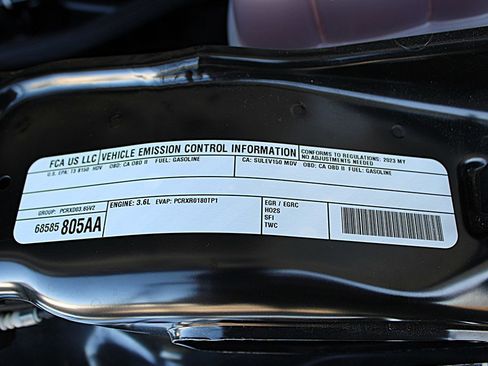 FCA US LLC VEHICLE EMISSION CONTROL INFORMATION CONFORMS TO REGULATIONS: 2023 MY
NO ADJUSTMENTS NEEDED
U.S. EPA: T3 B150 HDV OBD: CA OBD II FUEL: GASOLINE CA: SULEV150 MDV OBD: CA OBD II FUEL: GASOLINE
GROUP: PCRXD03.65V2 ENGINE: 3.6L EVAP: PCRXR0180TP1
68585 805AA
EGR / EGRC
HO2S
SFI
TWC